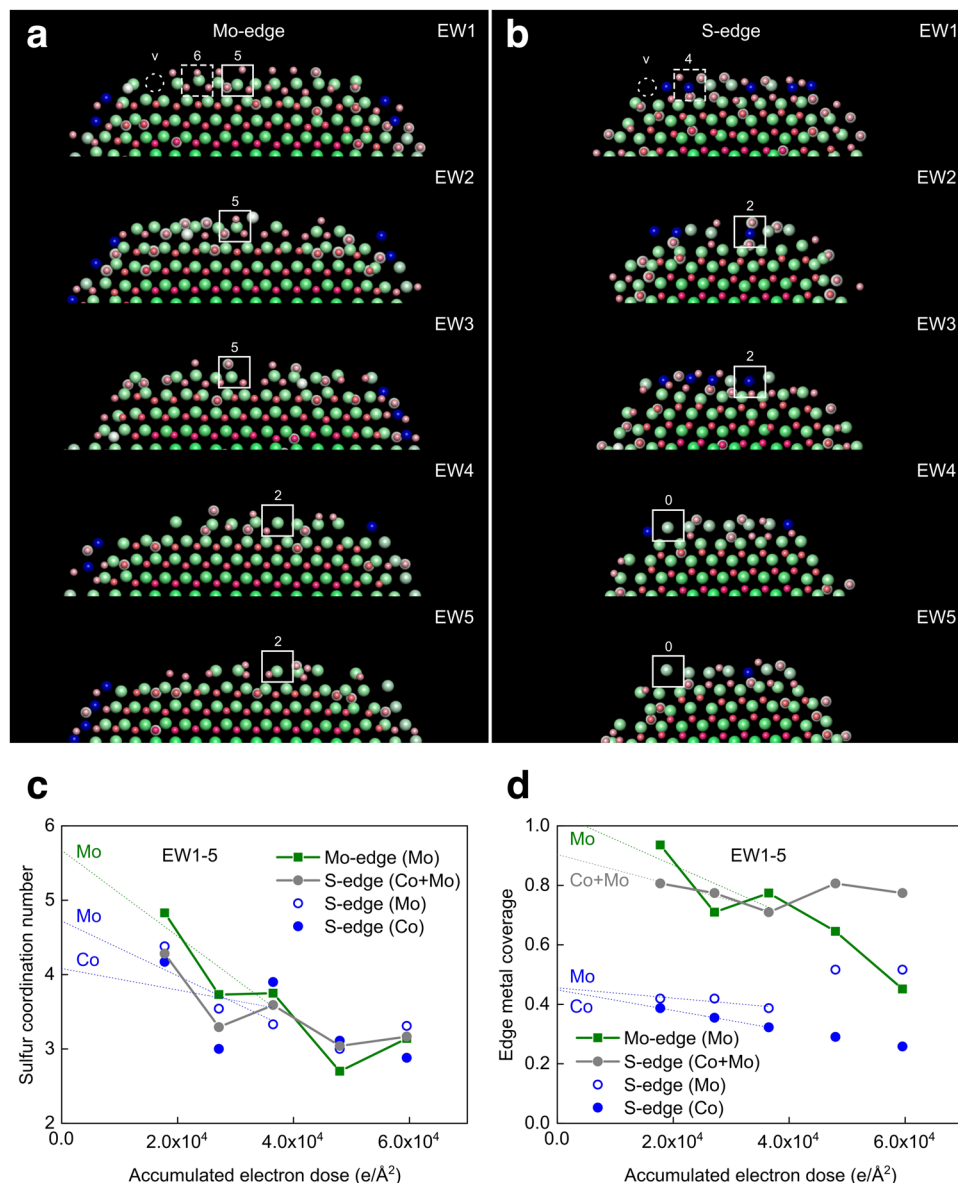 a
Mo-edge
EW1
v
6
5
EW2
5
EW3
5
EW4
2
EW5
2
b
S-edge
EW1
v
4
EW2
2
EW3
2
EW4
0
EW5
0
c
Sulfur coordination number
6
5
4
3
2
Mo
Mo
Co
EW1-5
Mo-edge (Mo)
S-edge (Co+Mo)
S-edge (Mo)
S-edge (Co)
0.0
2.0x10⁴
4.0x10⁴
6.0x10⁴
Accumulated electron dose (e/Å²)
d
Edge metal coverage
1.0
0.8
0.6
0.4
0.2
0.0
Mo
Co+Mo
Mo
Co
EW1-5
Mo-edge (Mo)
S-edge (Co+Mo)
S-edge (Mo)
S-edge (Co)
0.0
2.0x10⁴
4.0x10⁴
6.0x10⁴
Accumulated electron dose (e/Å²)